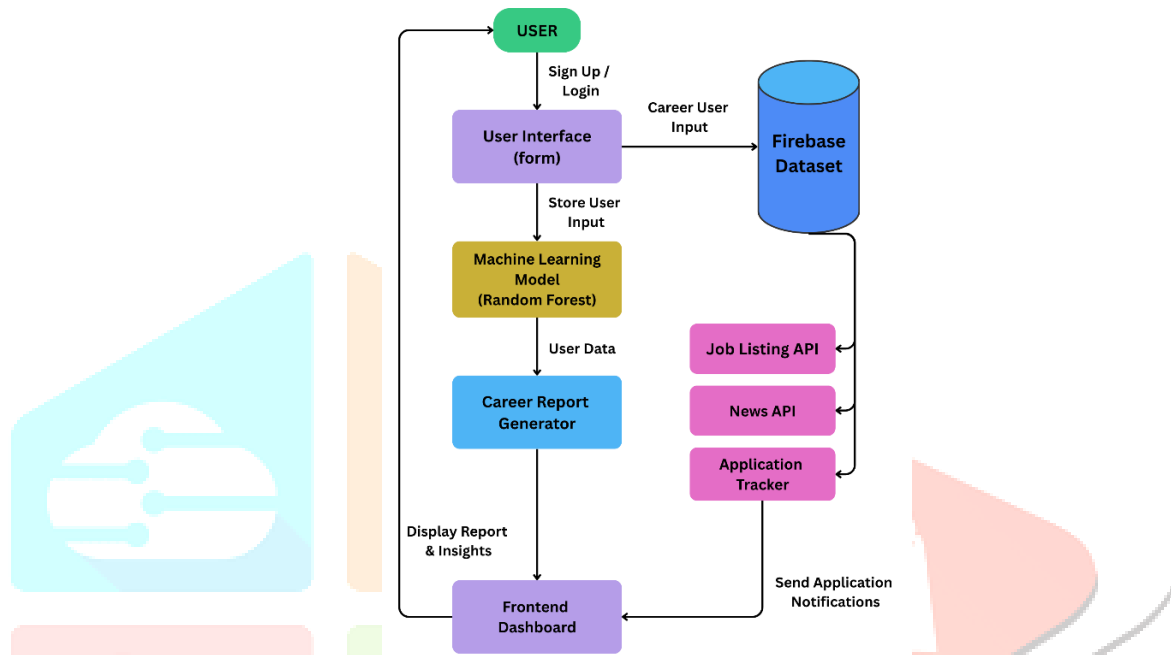 USER
Sign Up /
Login
Career User
Input
User Interface
(form)
Firebase
Dataset
Store User
Input
Machine Learning
Model
(Random Forest)
User Data
Job Listing API
Career Report
Generator
News API
Application
Tracker
Display Report
& Insights
Send Application
Notifications
Frontend
Dashboard